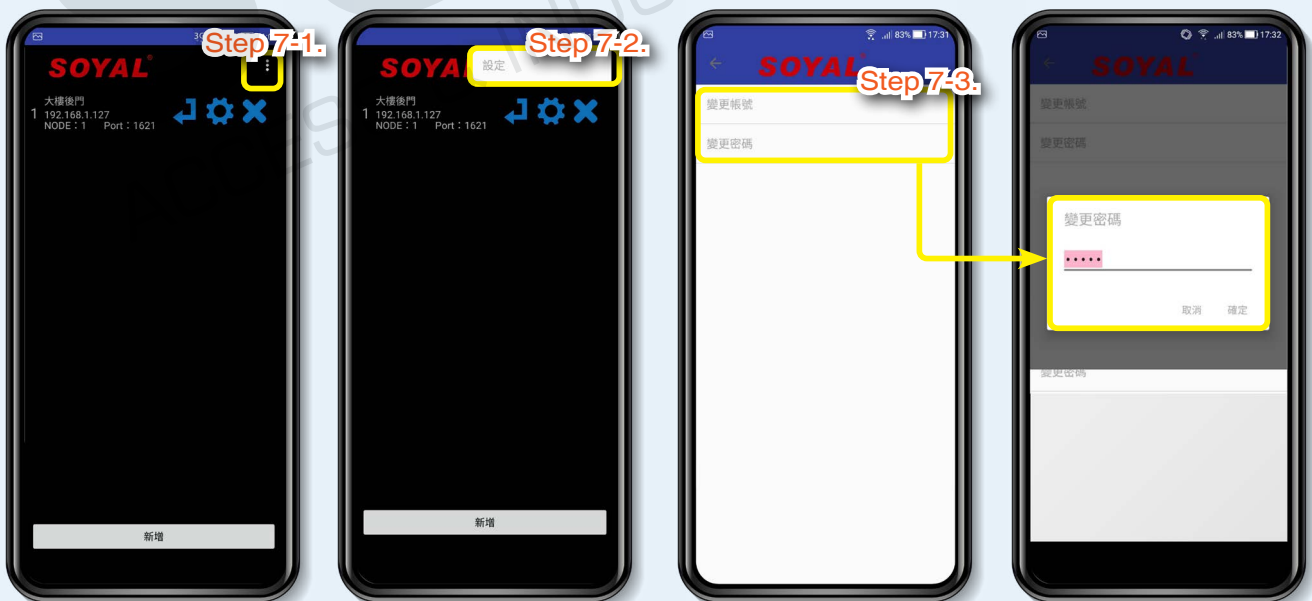 Step 7-1.
SOYAL
1 大樓後門
192.168.1.127
NODE：1 Port：1621
新增
Step 7-2.
SOYA
設定
1 大樓後門
192.168.1.127
NODE：1 Port：1621
新增
83% 17:31
SOYAL
Step 7-3.
變更帳號
變更密碼
83% 17:32
SOYAL
變更帳號
變更密碼
變更密碼
•••••
取消 確定
變更密碼